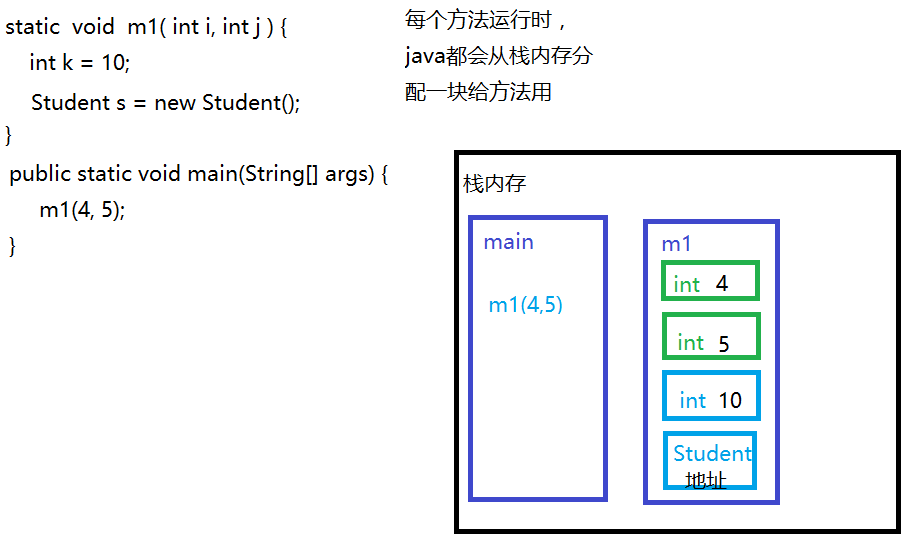 static void m1( int i, int j ) {
int k = 10;
Student s = new Student();
}
public static void main(String[] args) {
m1(4, 5);
}
每个方法运行时，
java都会从栈内存分
配一块给方法用
栈内存
main
m1(4,5)
m1
int 4
int 5
int 10
Student
地址